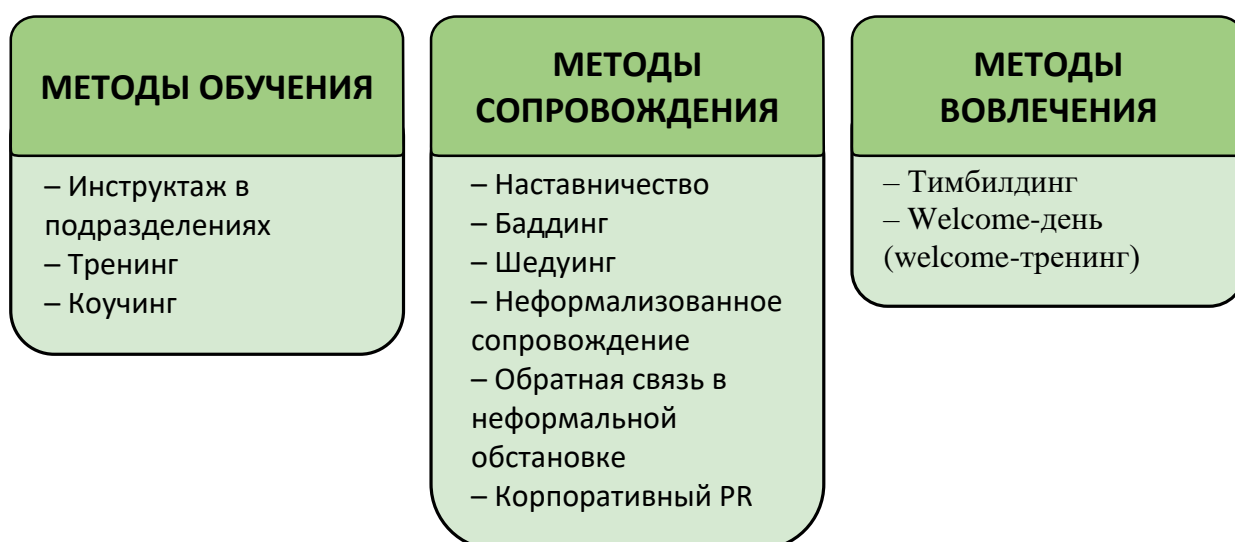 МЕТОДЫ ОБУЧЕНИЯ
– Инструктаж в
подразделениях
– Тренинг
– Коучинг
МЕТОДЫ
СОПРОВОЖДЕНИЯ
– Наставничество
– Баддинг
– Шедуинг
– Неформализованное
сопровождение
– Обратная связь в
неформальной
обстановке
– Корпоративный PR
МЕТОДЫ
ВОВЛЕЧЕНИЯ
– Тимбилдинг
– Welcome-день
(welcome-тренинг)